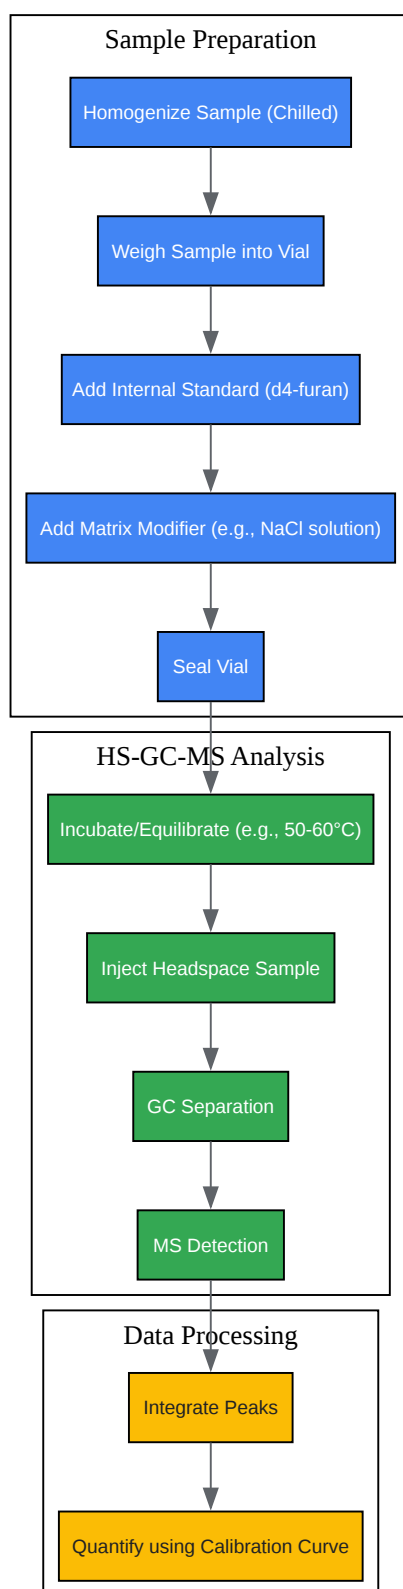 Sample Preparation
Homogenize Sample (Chilled)
Weigh Sample into Vial
Add Internal Standard (d4-furan)
Add Matrix Modifier (e.g., NaCl solution)
Seal Vial
HS-GC-MS Analysis
Incubate/Equilibrate (e.g., 50-60°C)
Inject Headspace Sample
GC Separation
MS Detection
Data Processing
Integrate Peaks
Quantify using Calibration Curve